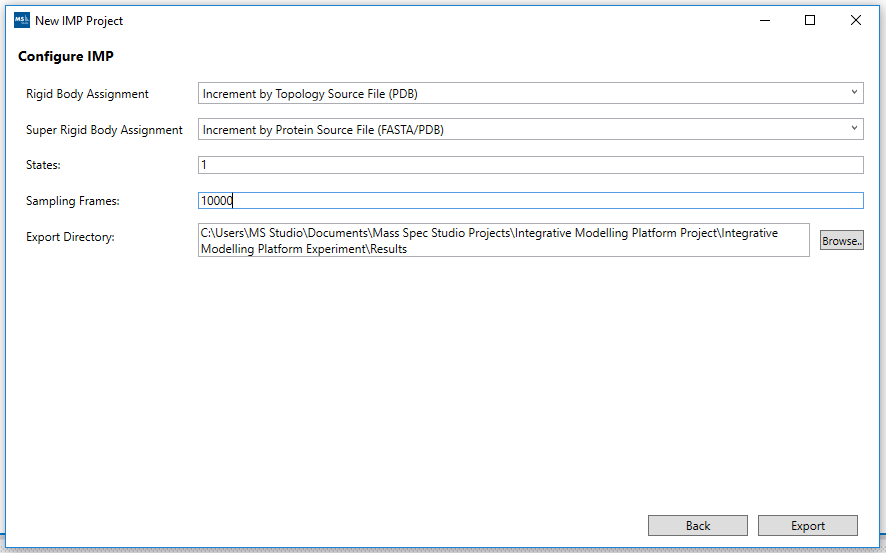 MS
New IMP Project
Configure IMP
Rigid Body Assignment
Increment by Topology Source File (PDB)
Super Rigid Body Assignment
Increment by Protein Source File (FASTA/PDB)
States:
1
Sampling Frames:
10000
Export Directory:
C:\Users\MS Studio\Documents\Mass Spec Studio Projects\Integrative Modelling Platform Project\Integrative
Modelling Platform Experiment\Results
Browse..
Back
Export